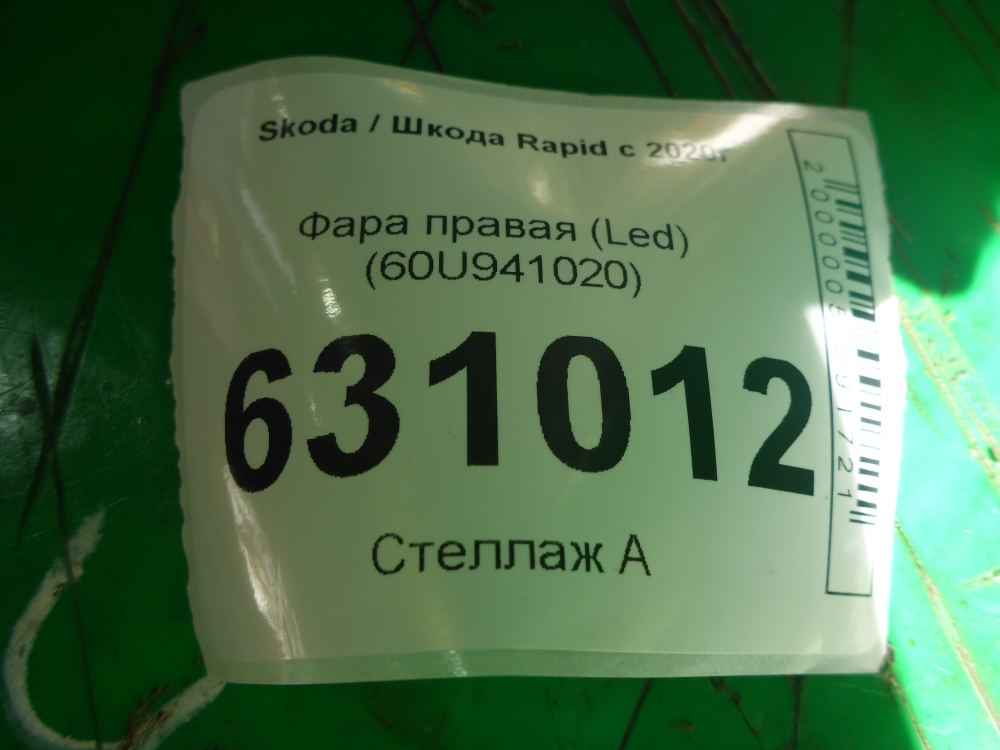 Skoda / Шкода Rapid с 2020г
Фара правая (Led)
(60U941020)
631012
Стеллаж А